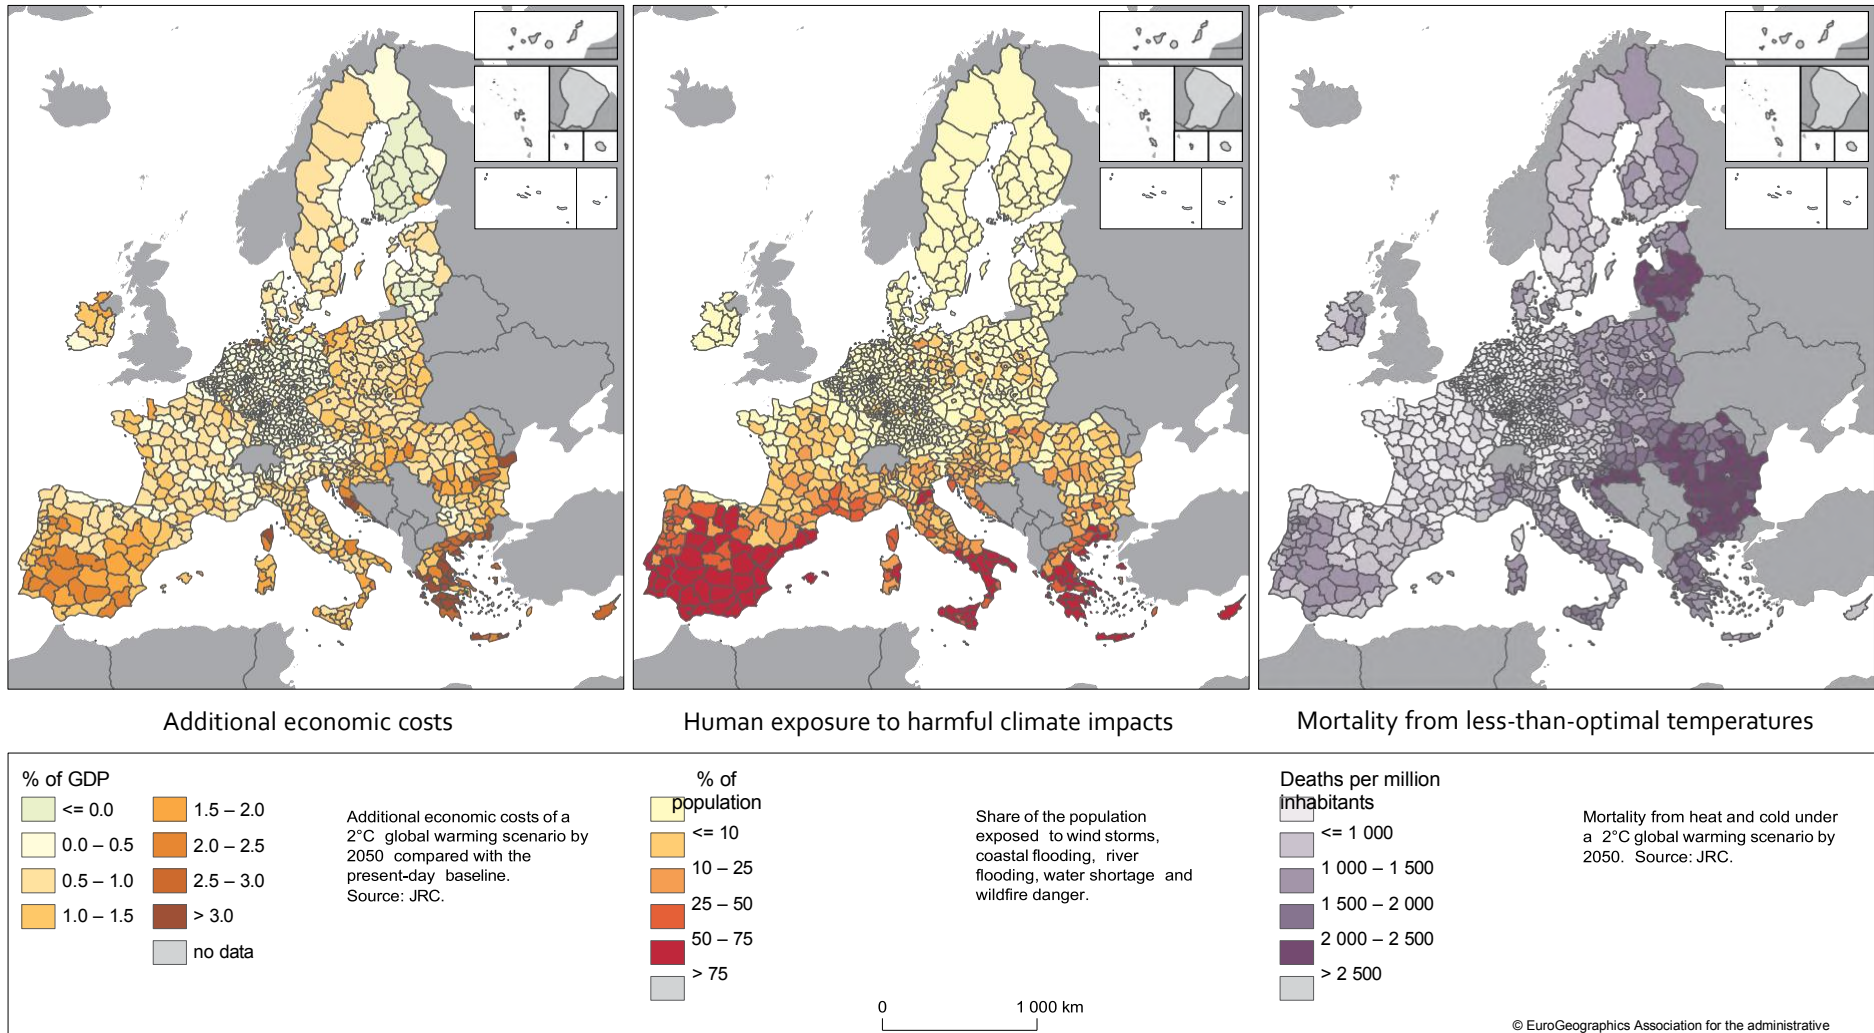 Additional economic costs
Human exposure to harmful climate impacts
Mortality from less-than-optimal temperatures
% of GDP
<= 0.0
0.0 – 0.5
0.5 – 1.0
1.0 – 1.5
1.5 – 2.0
2.0 – 2.5
2.5 – 3.0
> 3.0
no data
Additional economic costs of a
2°C global warming scenario by
2050 compared with the
present-day baseline.
Source: JRC.
% of
population
<= 10
10 – 25
25 – 50
50 – 75
> 75
Share of the population
exposed to wind storms,
coastal flooding, river
flooding, water shortage and
wildfire danger.
0 1 000 km
Deaths per million
inhabitants
<= 1 000
1 000 – 1 500
1 500 – 2 000
2 000 – 2 500
> 2 500
Mortality from heat and cold under
a 2°C global warming scenario by
2050. Source: JRC.
© EuroGeographics Association for the administrative